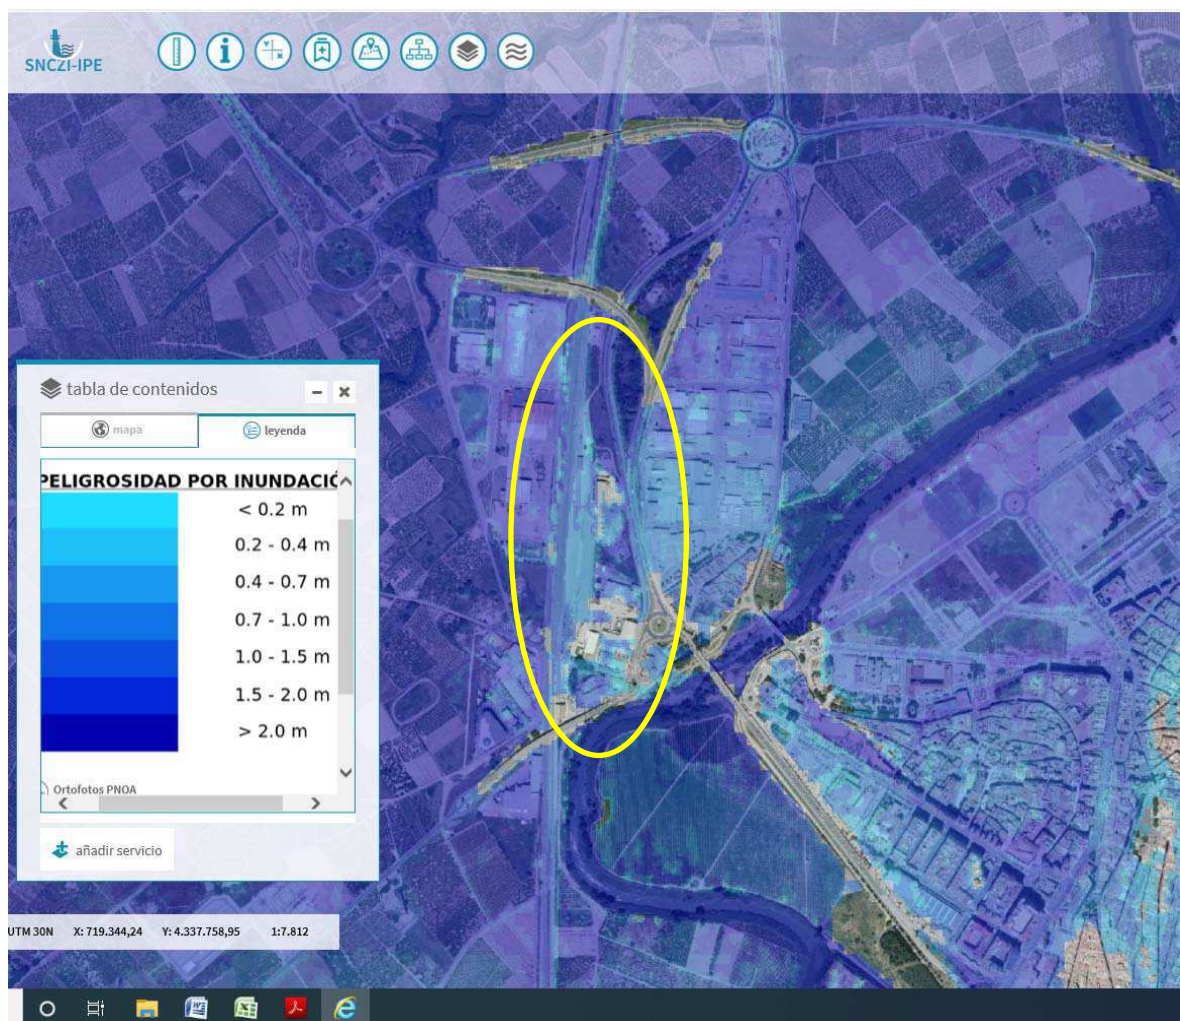 SNCZI-IPE
tabla de contenidos
mapa
leyenda
PELIGROSIDAD POR INUNDACIÓ
< 0.2 m
0.2 - 0.4 m
0.4 - 0.7 m
0.7 - 1.0 m
1.0 - 1.5 m
1.5 - 2.0 m
> 2.0 m
Ortofotos PNOA
añadir servicio
UTM 30N X: 719.344,24 Y: 4.337.758,95 1:7.812